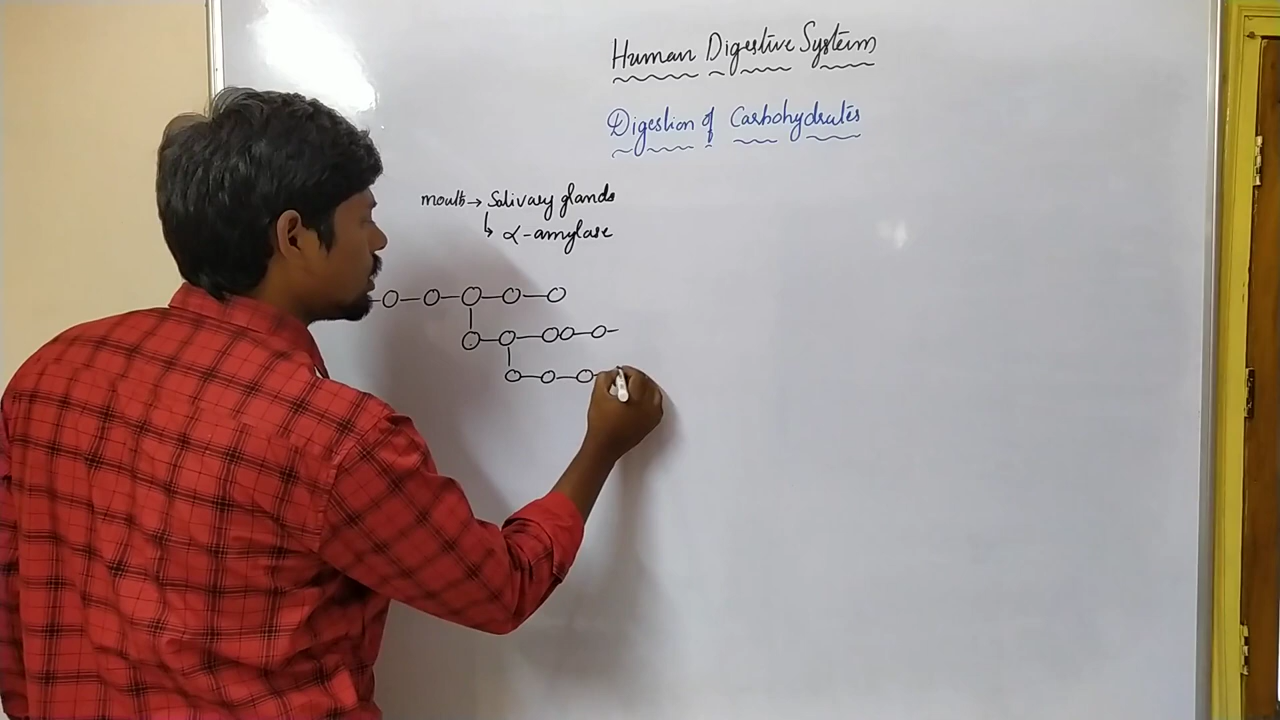 Human Digestive System
Digestion of Carbohydrates
mouth → Salivary glands
↳ α-amylase